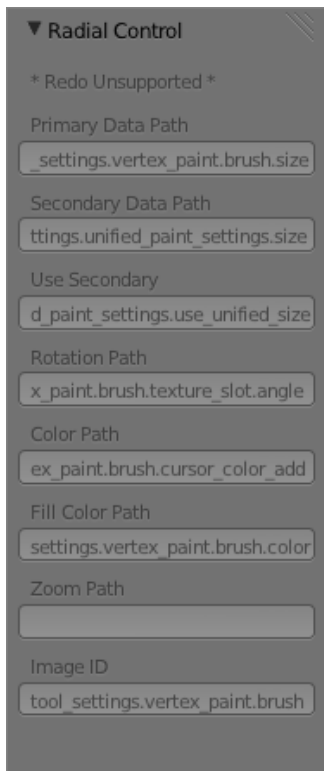 Radial Control
* Redo Unsupported *
Primary Data Path
_settings.vertex_paint.brush.size
Secondary Data Path
ttings.unified_paint_settings.size
Use Secondary
d_paint_settings.use_unified_size
Rotation Path
x_paint.brush.texture_slot.angle
Color Path
ex_paint.brush.cursor_color_add
Fill Color Path
settings.vertex_paint.brush.color
Zoom Path
Image ID
tool_settings.vertex_paint.brush